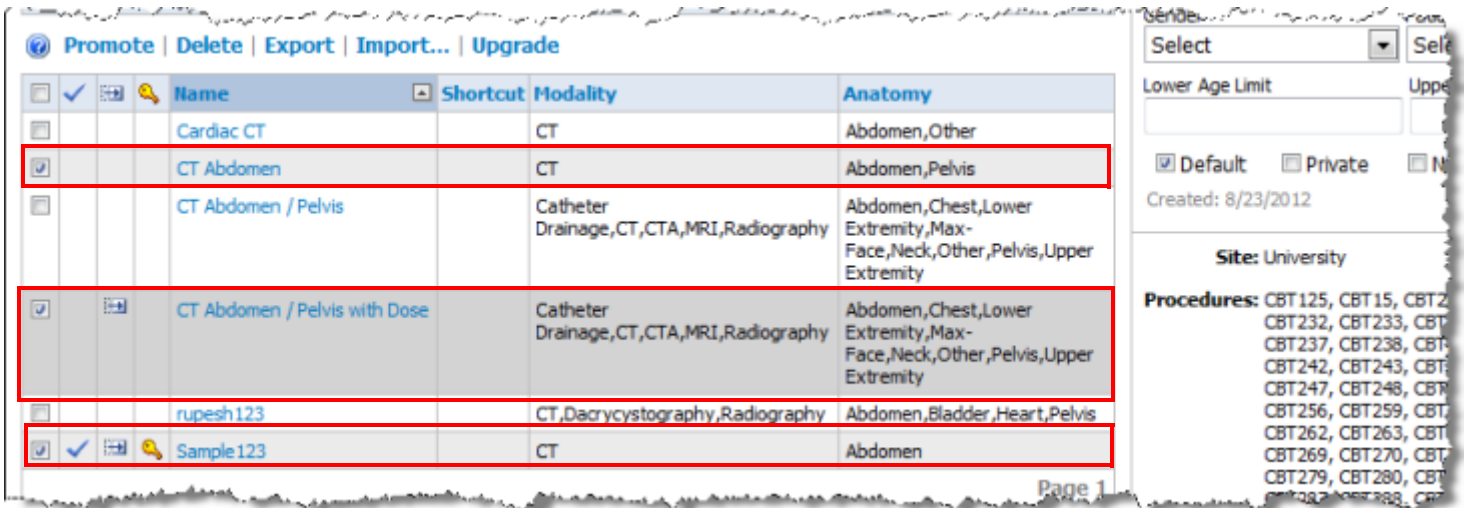 Gender
Promote | Delete | Export | Import... | Upgrade
Select
Name Shortcut Modality Anatomy
Lower Age Limit
Cardiac CT CT Abdomen,Other
CT Abdomen CT Abdomen,Pelvis
Default Private
CT Abdomen / Pelvis Catheter Abdomen,Chest,Lower
Drainage,CT,CTA,MRI,Radiography Extremity,Max-
Face,Neck,Other,Pelvis,Upper
Extremity
Created: 8/23/2012
Site: University
CT Abdomen / Pelvis with Dose Catheter Abdomen,Chest,Lower
Drainage,CT,CTA,MRI,Radiography Extremity,Max-
Face,Neck,Other,Pelvis,Upper
Extremity
rupesh123 CT,Dacrycystography,Radiography Abdomen,Bladder,Heart,Pelvis
Sample123 CT Abdomen
Page 1
Procedures: CBT125, CBT15,
CBT232, CBT233,
CBT237, CBT238,
CBT242, CBT243,
CBT247, CBT248,
CBT256, CBT259,
CBT262, CBT263,
CBT269, CBT270,
CBT279, CBT280,